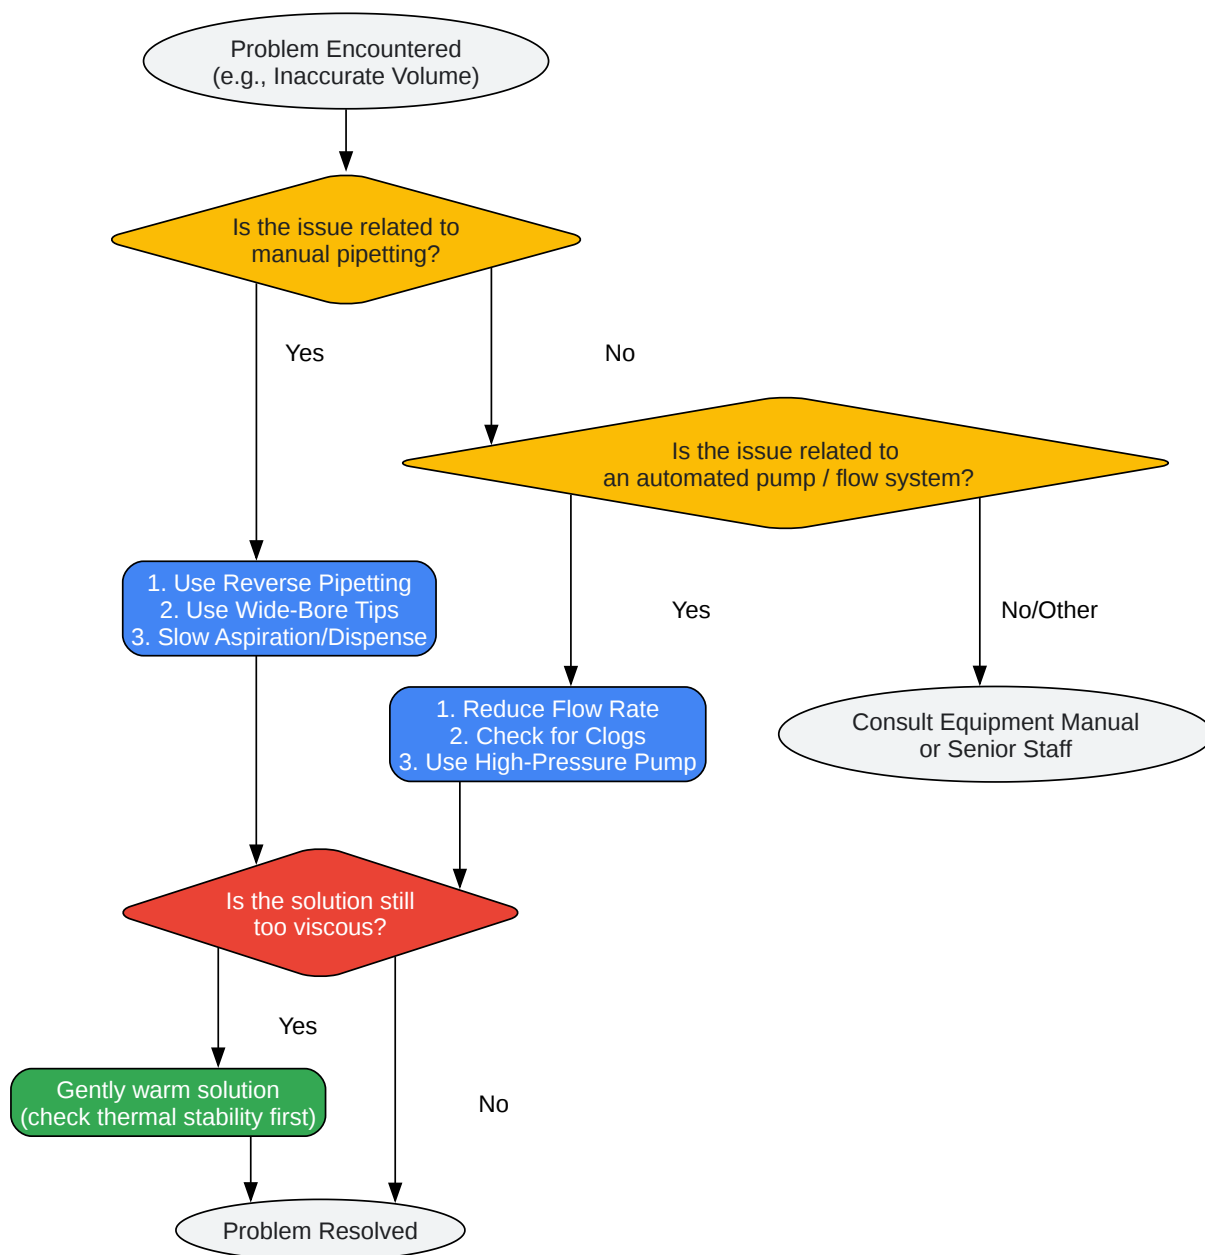 Problem Encountered
(e.g., Inaccurate Volume)
Is the issue related to
manual pipetting?
Yes
No
Is the issue related to
an automated pump / flow system?
1. Use Reverse Pipetting
2. Use Wide-Bore Tips
3. Slow Aspiration/Dispense
Yes
No/Other
1. Reduce Flow Rate
2. Check for Clogs
3. Use High-Pressure Pump
Consult Equipment Manual
or Senior Staff
Is the solution still
too viscous?
Yes
No
Gently warm solution
(check thermal stability first)
Problem Resolved